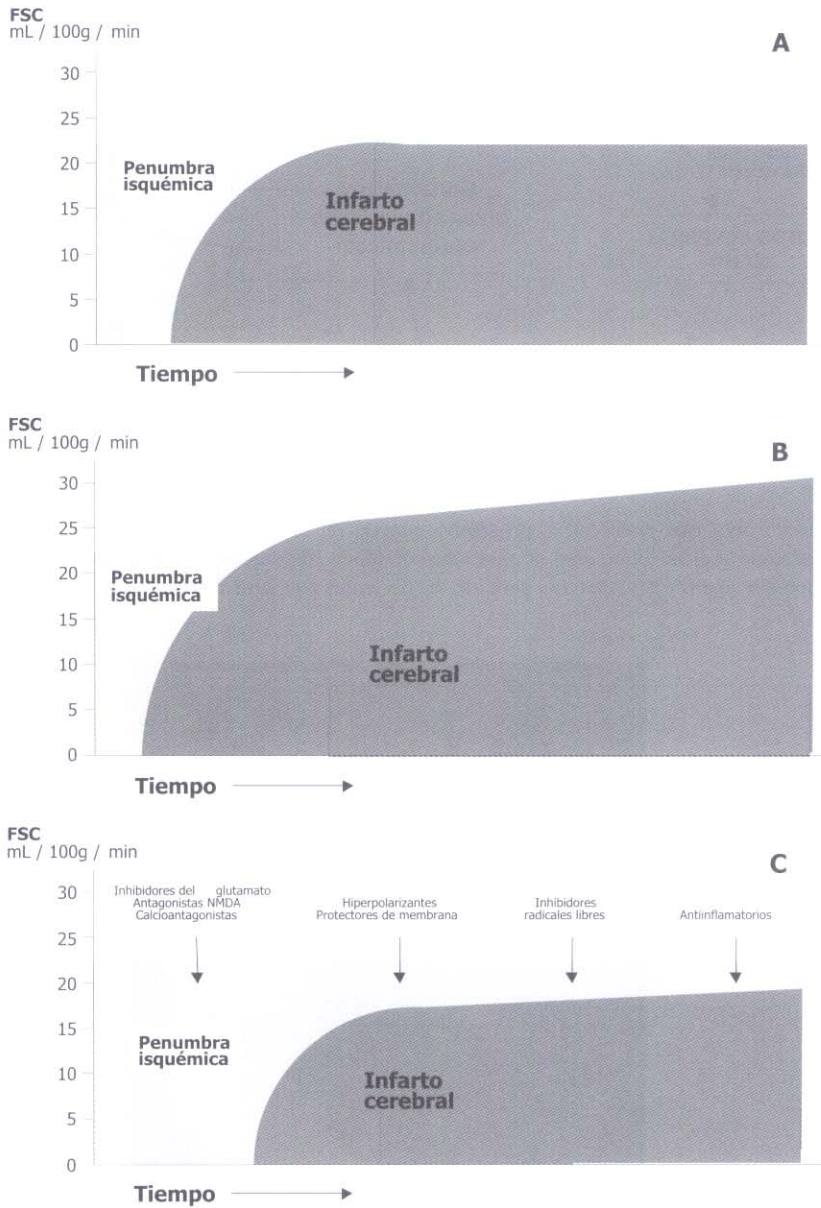 FSC
mL / 100g / min
A
30
25
20
15
10
5
0
Penumbra
isquémica
Infarto
cerebral
Tiempo
FSC
mL / 100g / min
B
30
25
20
15
10
5
0
Penumbra
isquémica
Infarto
cerebral
Tiempo
FSC
mL / 100g / min
C
30
25
20
15
10
5
0
Inhibidores del glutamato
Antagonistas NMDA
Calcioantagonistas
Hiperpolarizantes
Protectores de membrana
Inhibidores
radicales libres
Antiinflamatorios
Penumbra
isquémica
Infarto
cerebral
Tiempo